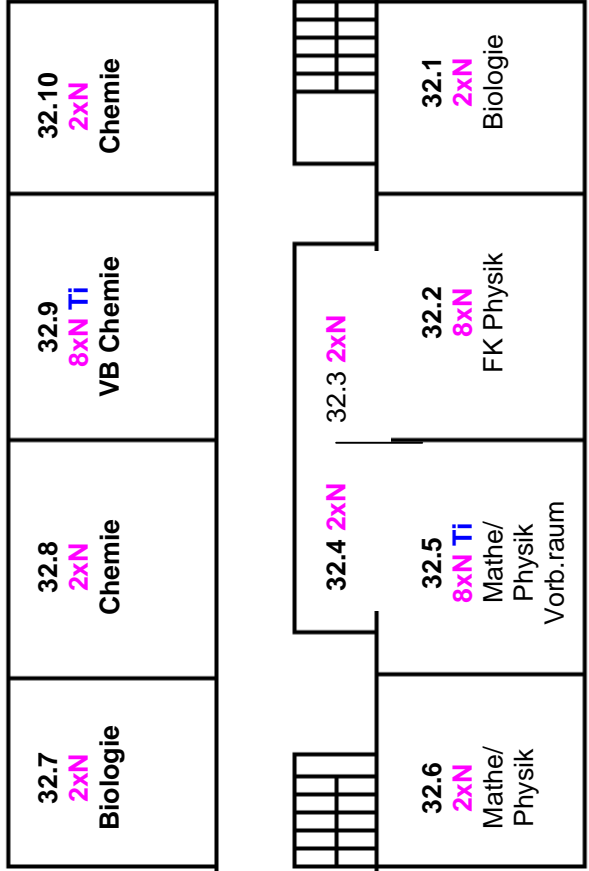 32.10
2xN
Chemie
32.9
8xN Ti
VB Chemie
32.8
2xN
Chemie
32.7
2xN
Biologie
32.3 2xN
32.4 2xN
32.1
2xN
Biologie
32.2
8xN
FK Physik
32.5
8xN Ti
Mathe/
Physik
Vorb.raum
32.6
2xN
Mathe/
Physik